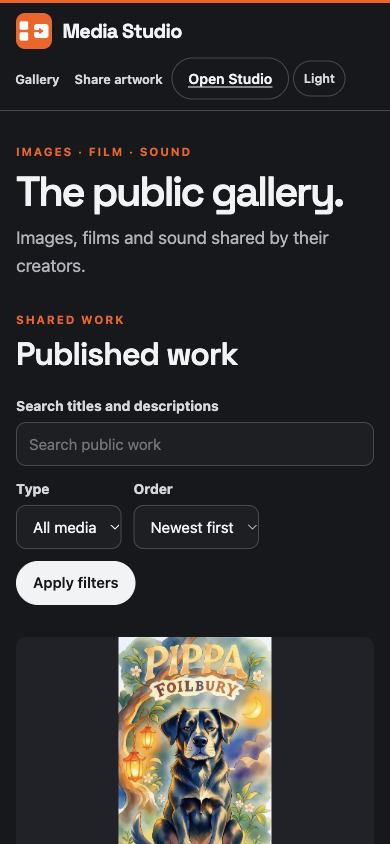 Media Studio
Gallery Share artwork Open Studio Light
IMAGES · FILM · SOUND
The public gallery.
Images, films and sound shared by their
creators.
SHARED WORK
Published work
Search titles and descriptions
Search public work
Type Order
All media Newest first
Apply filters
PIPPA
FOILBURY